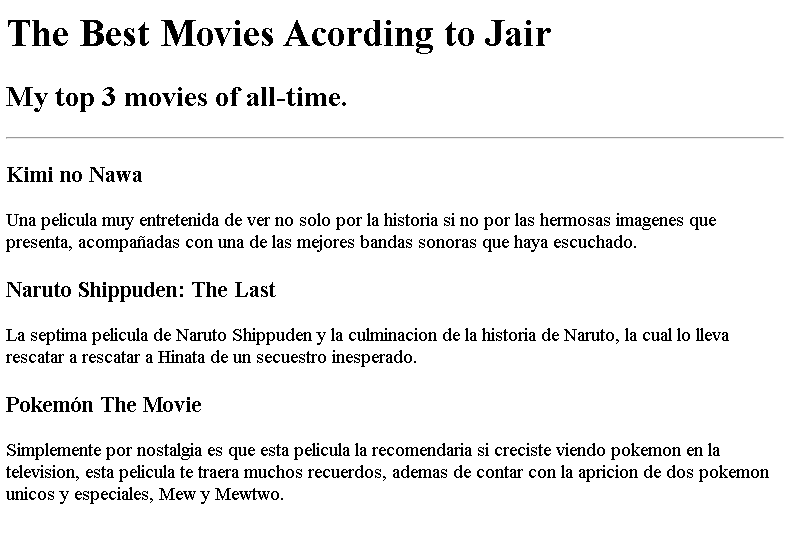 The Best Movies Acording to Jair
My top 3 movies of all-time.
Kimi no Nawa
Una pelicula muy entretenida de ver no solo por la historia si no por las hermosas imagenes que
presenta, acompañadas con una de las mejores bandas sonoras que haya escuchado.
Naruto Shippuden: The Last
La septima pelicula de Naruto Shippuden y la culminacion de la historia de Naruto, la cual lo lleva
rescatar a rescatar a Hinata de un secuestro inesperado.
Pokemón The Movie
Simplemente por nostalgia es que esta pelicula la recomendaria si creciste viendo pokemon en la
television, esta pelicula te traera muchos recuerdos, ademas de contar con la apricion de dos pokemon
unicos y especiales, Mew y Mewtwo.